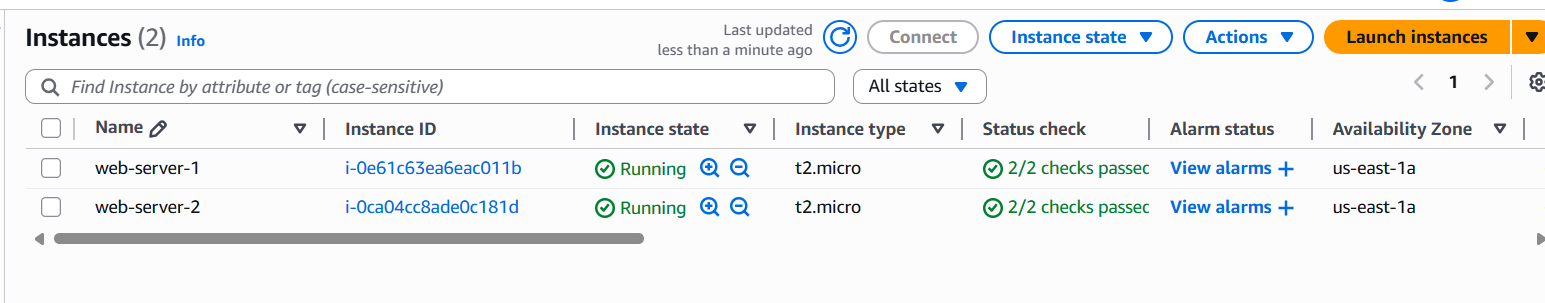 Instances (2) Info
Last updated
less than a minute ago
Connect
Instance state
Actions
Launch instances
Find Instance by attribute or tag (case-sensitive)
All states
1
Name Instance ID Instance state Instance type Status check Alarm status Availability Zone
web-server-1 i-0e61c63ea6eac011b Running t2.micro 2/2 checks passec View alarms + us-east-1a
web-server-2 i-0ca04cc8ade0c181d Running t2.micro 2/2 checks passec View alarms + us-east-1a